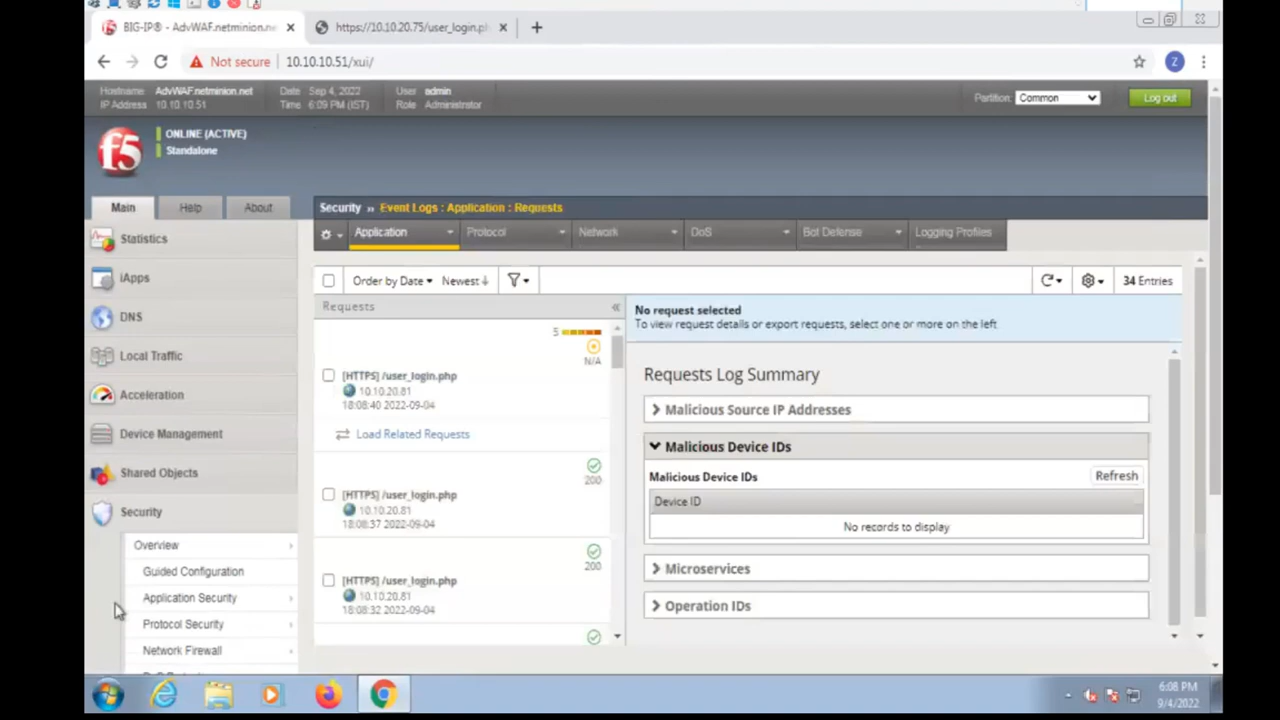 BIG-IP® - AdvWAF.netminion.ne
https://10.10.20.75/user_login.ph
Not secure
10.10.10.51/xui/
Z
Hostname AdvWAF.netminion.net
Date Sep 4, 2022
User admin
IP Address 10.10.10.51
Time 6:09 PM (IST)
Role Administrator
Partition: Common
Log out
f5
ONLINE (ACTIVE)
Standalone
Main
Help
About
Security » Event Logs : Application : Requests
Application
Protocol
Network
DoS
Bot Defense
Logging Profiles
Statistics
iApps
DNS
Local Traffic
Acceleration
Device Management
Shared Objects
Security
Overview
Guided Configuration
Application Security
Protocol Security
Network Firewall
Order by Date
Newest
34 Entries
Requests
5
N/A
[HTTPS] /user_login.php
10.10.20.81
18:08:40 2022-09-04
Load Related Requests
200
[HTTPS] /user_login.php
10.10.20.81
18:08:37 2022-09-04
200
[HTTPS] /user_login.php
10.10.20.81
18:08:32 2022-09-04
No request selected
To view request details or export requests, select one or more on the left
Requests Log Summary
Malicious Source IP Addresses
Malicious Device IDs
Malicious Device IDs
Refresh
Device ID
No records to display
Microservices
Operation IDs
6:08 PM
9/4/2022